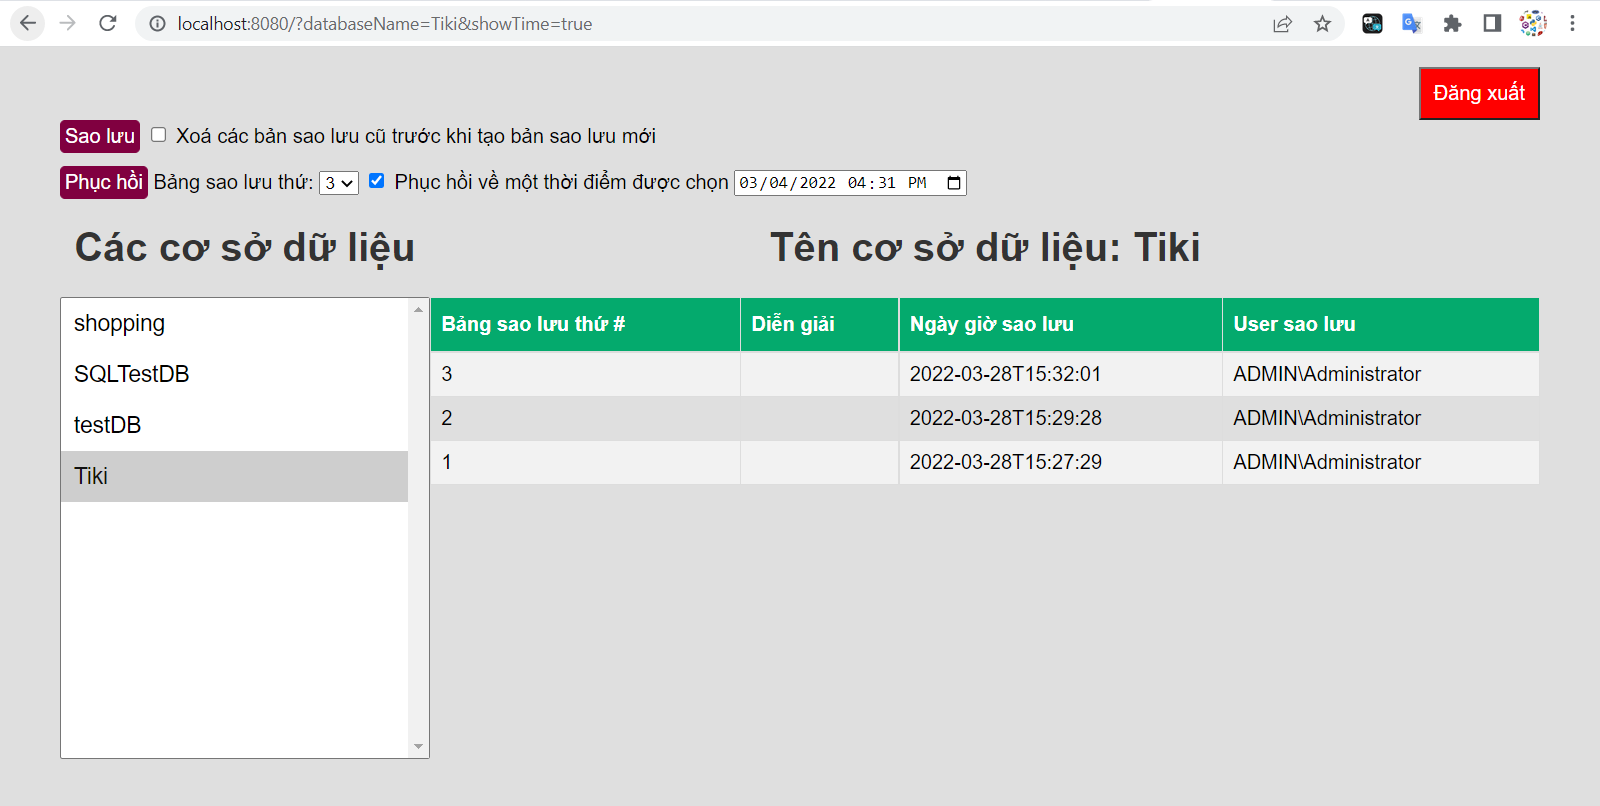 localhost:8080/?databaseName=Tiki&showTime=true
Đăng xuất
Sao lưu Xoá các bản sao lưu cũ trước khi tạo bản sao lưu mới
Phục hồi Bảng sao lưu thứ: 3 Phục hồi về một thời điểm được chọn 03/04/2022 04:31 PM
Các cơ sở dữ liệu
Tên cơ sở dữ liệu: Tiki
shopping
SQLTestDB
testDB
Tiki
Bảng sao lưu thứ # Diễn giải Ngày giờ sao lưu User sao lưu
3 2022-03-28T15:32:01 ADMIN\Administrator
2 2022-03-28T15:29:28 ADMIN\Administrator
1 2022-03-28T15:27:29 ADMIN\Administrator